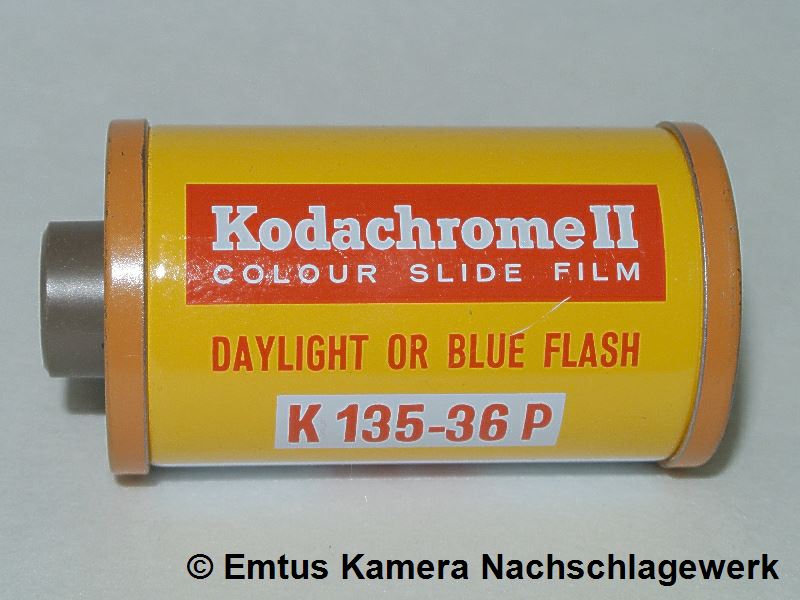 Kodachrome II
COLOUR SLIDE FILM
DAYLIGHT OR BLUE FLASH
K 135-36 P
© Emtus Kamera Nachschlagewerk